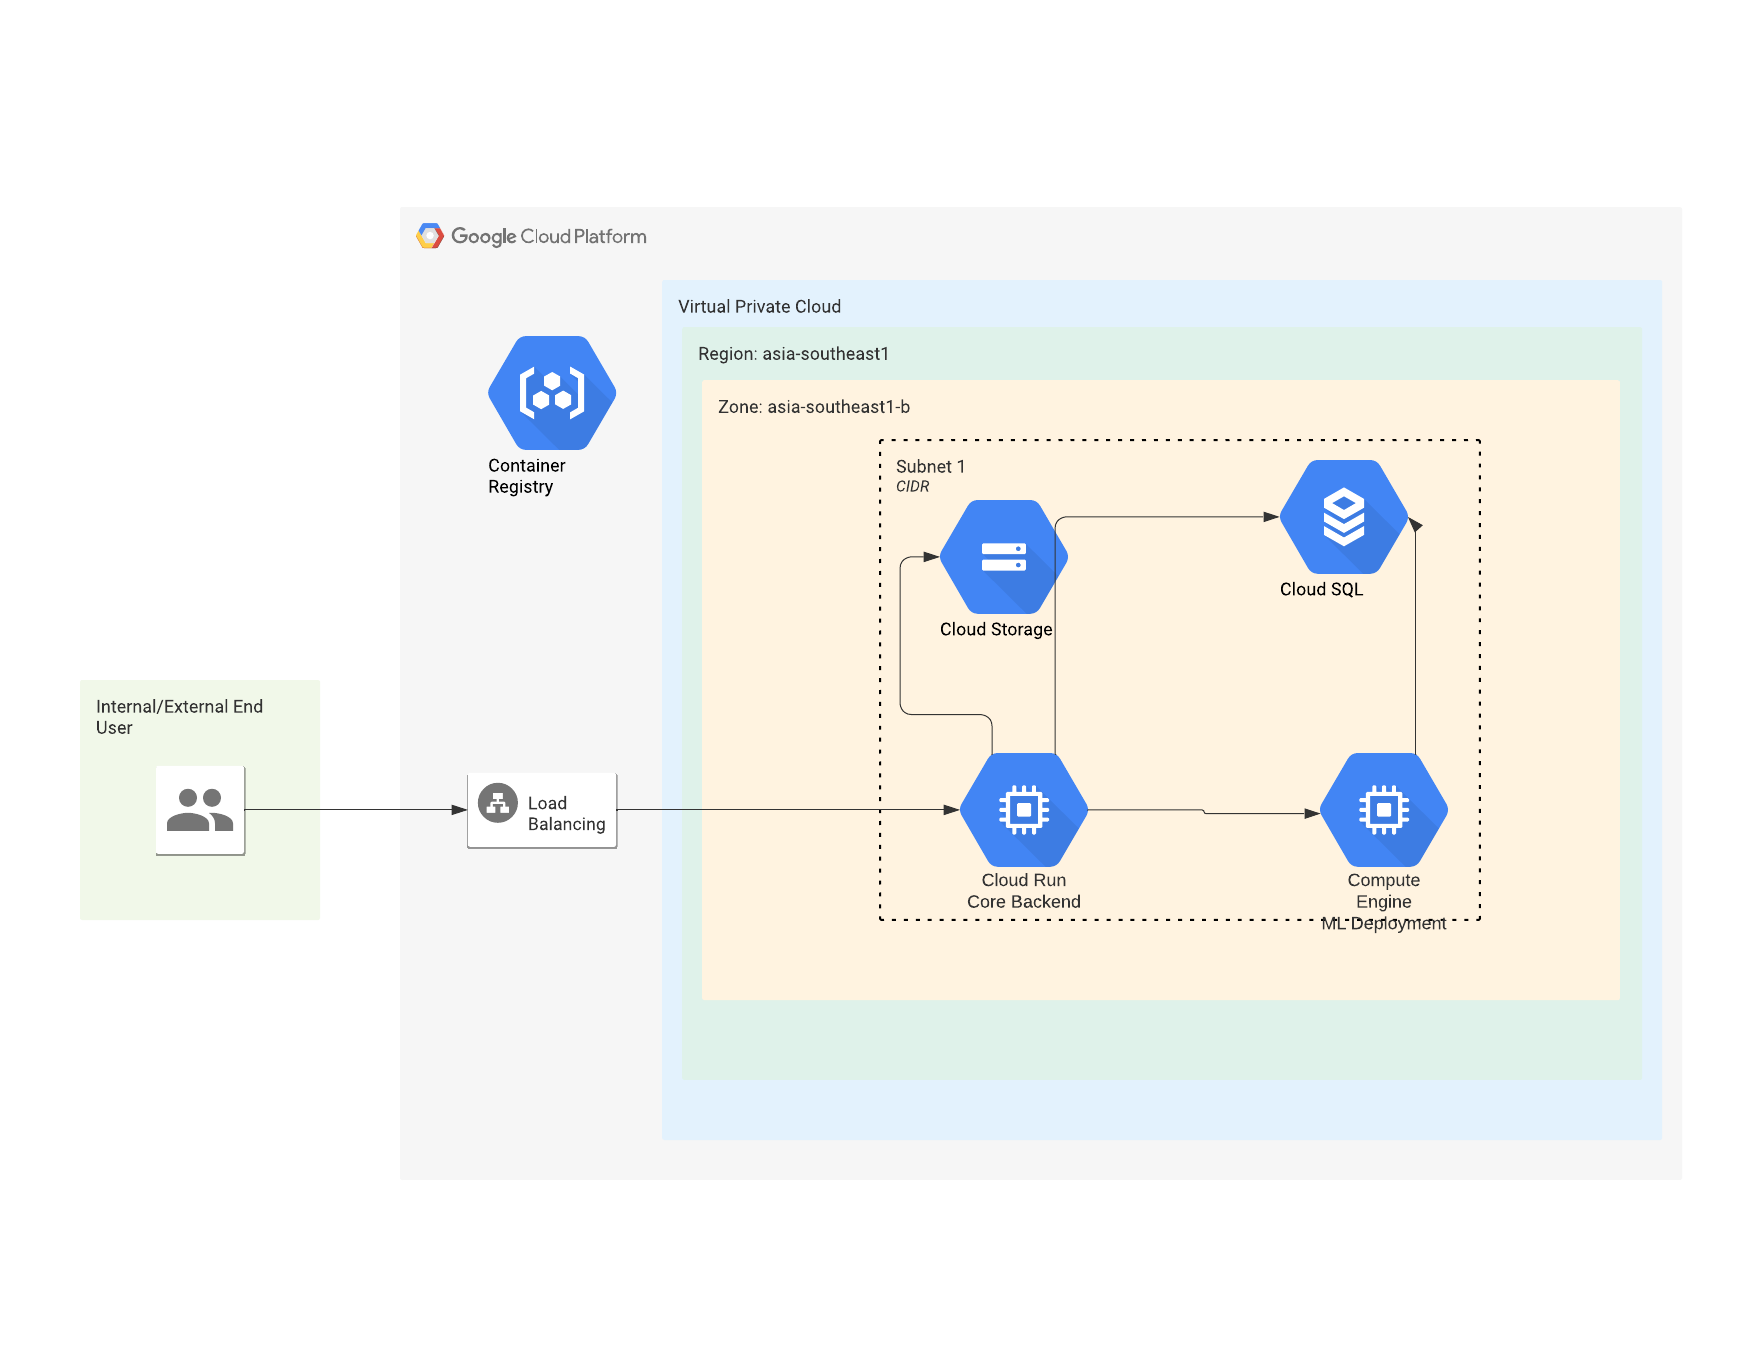 Google Cloud Platform
Virtual Private Cloud
Region: asia-southeast1
Zone: asia-southeast1-b
Container
Registry
Subnet 1
CIDR
Cloud Storage
Cloud SQL
Internal/External End
User
Load
Balancing
Cloud Run
Core Backend
Compute
Engine
ML Deployment